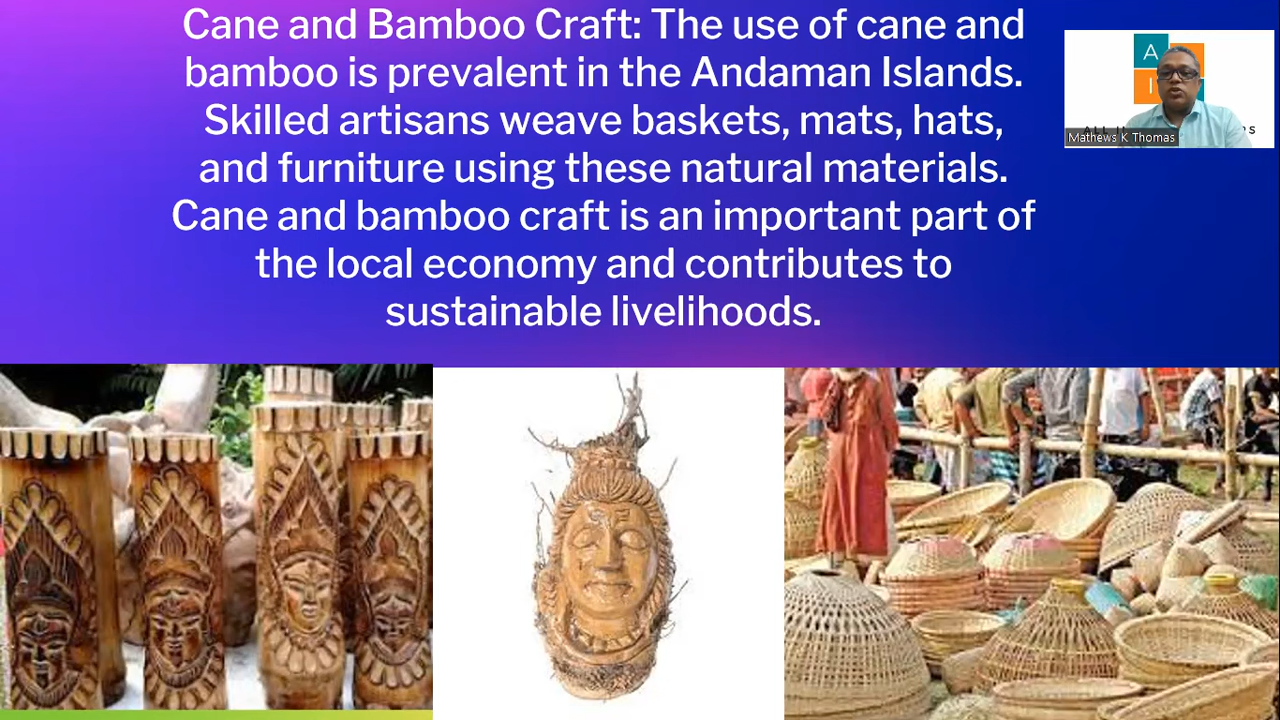 Cane and Bamboo Craft: The use of cane and
bamboo is prevalent in the Andaman Islands.
Skilled artisans weave baskets, mats, hats,
and furniture using these natural materials.
Cane and bamboo craft is an important part of
the local economy and contributes to
sustainable livelihoods.
A
I
ALL
Mathews K Thomas